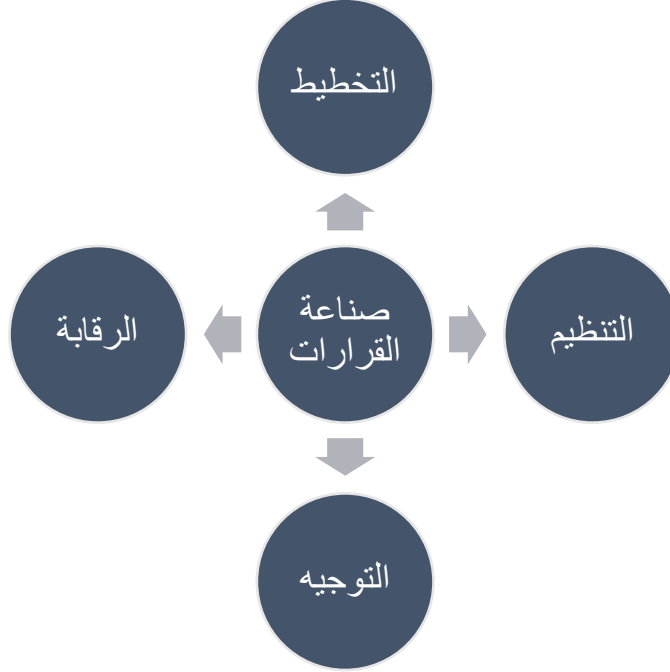 التخطيط
صناعة
القرارات
التنظيم
الرقابة
التوجيه